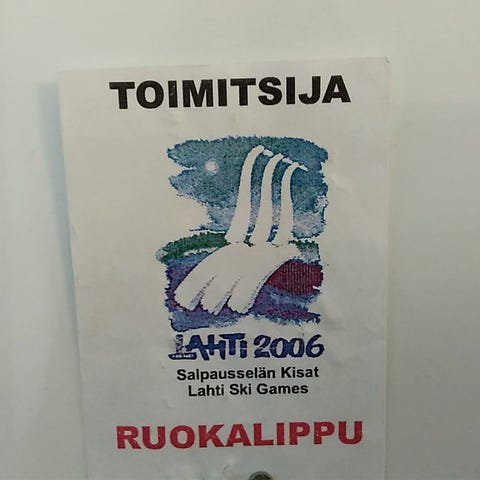 TOIMITSIJA
LAHTI 2006
Salpausselän Kisat
Lahti Ski Games
RUOKALIPPU